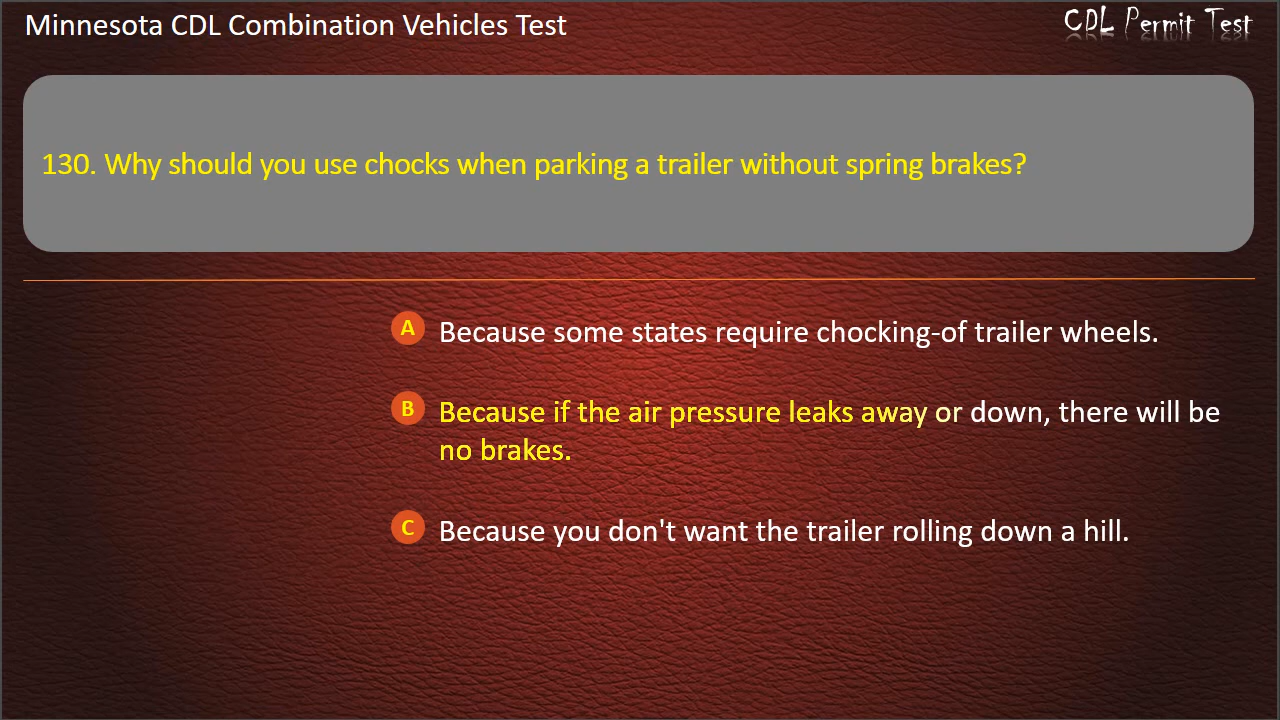 Minnesota CDL Combination Vehicles Test
CDL Permit Test
130. Why should you use chocks when parking a trailer without spring brakes?
A Because some states require chocking-of trailer wheels.
B Because if the air pressure leaks away or down, there will be
no brakes.
C Because you don't want the trailer rolling down a hill.